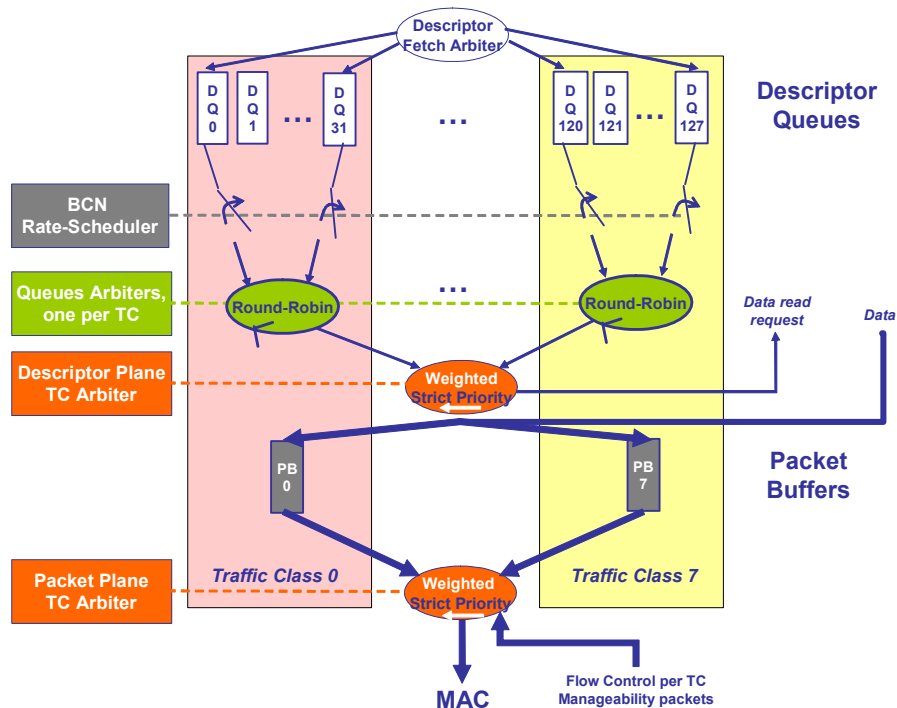 Descriptor
Fetch Arbiter
D
Q
0
D
Q
1
...
D
Q
31
...
D
Q
120
D
Q
121
...
D
Q
127
Descriptor
Queues
BCN
Rate-Scheduler
Queues Arbiters,
one per TC
Round-Robin
...
Round-Robin
Data read
request
Data
Descriptor Plane
TC Arbiter
Weighted
Strict Priority
PB
0
PB
7
Packet
Buffers
Traffic Class 0
Traffic Class 7
Packet Plane
TC Arbiter
Weighted
Strict Priority
MAC
Flow Control per TC
Manageability packets